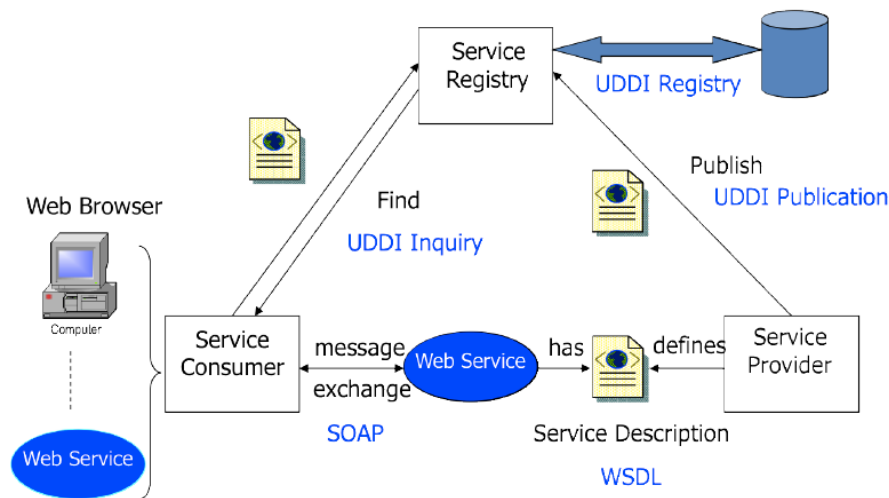 Service
Registry
UDDI Registry
Publish
UDDI Publication
Find
UDDI Inquiry
Web Browser
Computer
Service
Consumer
message
exchange
SOAP
Web Service
has
defines
Service
Provider
Service Description
WSDL
Web Service